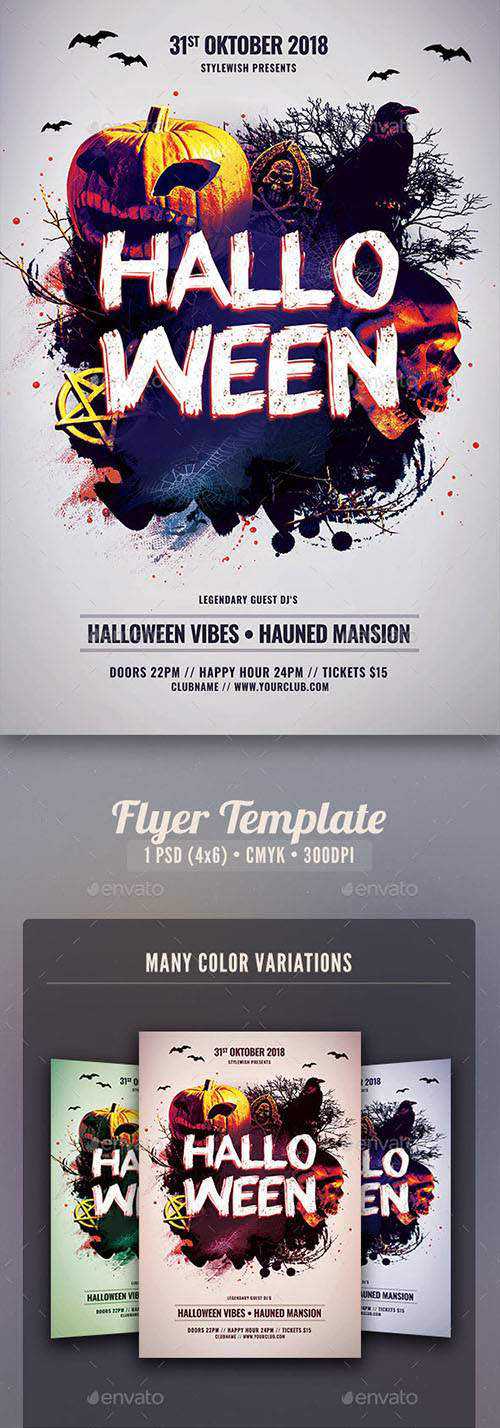 31ST OKTOBER 2018
STYLEWISH PRESENTS
HALLO
WEEN
LEGENDARY GUEST DJ'S
HALLOWEEN VIBES • HAUNED MANSION
DOORS 22PM // HAPPY HOUR 24PM // TICKETS $15
CLUBNAME // WWW.YOURCLUB.COM
Flyer Template
1 PSD (4x6) • CMYK • 300DPI
envato
envato
MANY COLOR VARIATIONS
31ST OKTOBER 2018
STYLEWISH PRESENTS
HALLO
WEEN
LEGENDARY GUEST DJ'S
HALLOWEEN VIBES • HAUNED MANSION
DOORS 22PM // HAPPY HOUR 24PM // TICKETS $15
CLUBNAME // WWW.YOURCLUB.COM
envato
envato